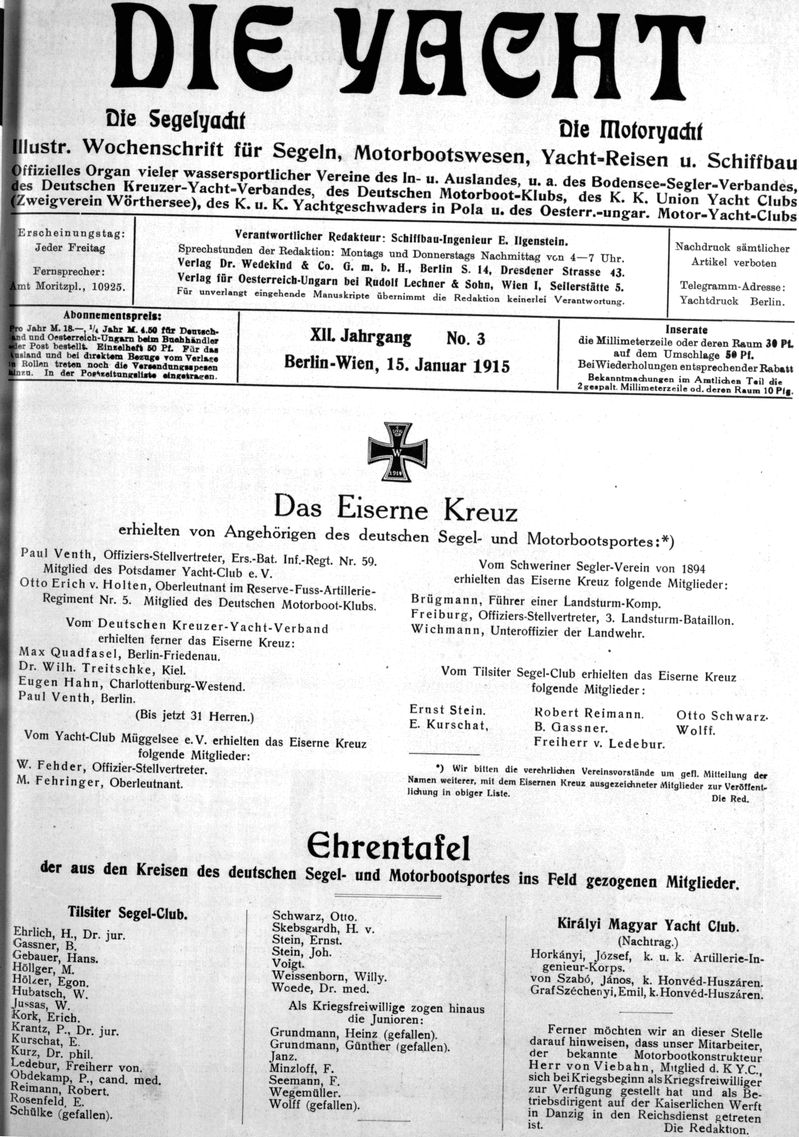 DIE YACHT
Die Segelyacht
Die Motoryacht
Illustr. Wochenschrift für Segeln, Motorbootswesen, Yacht-Reisen u. Schiffbau
Offizielles Organ vieler wassersportlicher Vereine des In- u. Auslandes, u. a. des Bodensee-Segler-Verbandes,
des Deutschen Kreuzer-Yacht-Verbandes, des Deutschen Motorboot-Klubs, des K. K. Union Yacht Clubs
(Zweigverein Wörthersee), des K. u. K. Yachtgeschwaders in Pola u. des Oesterr.-ungar. Motor-Yacht-Clubs
Erscheinungstag:
Jeder Freitag
Fernsprecher:
Amt Moritzpl., 10925.
Verantwortlicher Redakteur: Schiffbau-Ingenieur E. Ilgenstein.
Sprechstunden der Redaktion: Montags und Donnerstags Nachmittag von 4—7 Uhr.
Verlag Dr. Wedekind & Co. G. m. b. H., Berlin S. 14, Dresdener Strasse 43.
Verlag für Oesterreich-Ungarn bei Rudolf Lechner & Sohn, Wien I, Seilerstätte 5.
Für unverlangt eingehende Manuskripte übernimmt die Redaktion keinerlei Verantwortung.
Nachdruck sämtlicher
Artikel verboten
Telegramm-Adresse:
Yachtdruck Berlin.
Abonnementspreis:
Pro Jahr M. 18.—, ¼ Jahr M. 4.50 für Deutsch-
land und Oesterreich-Ungarn beim Buchhändler
oder Post bestellt. Einzelheft 50 Pf. Für das
Ausland und bei direktem Bezuge vom Verlage
in Rollen treten noch die Versendungsspesen
hinzu. In der Postzeitungsliste eingetragen.
XII. Jahrgang No. 3
Berlin-Wien, 15. Januar 1915
Inserate
die Millimeterzeile oder deren Raum 30 Pf.
auf dem Umschlage 50 Pf.
Bei Wiederholungen entsprechender Rabatt
Bekanntmachungen im Amtlichen Teil die
2 gespalt. Millimeterzeile od. deren Raum 10 Pfg.
W
1914
Das Eiserne Kreuz
erhielten von Angehörigen des deutschen Segel- und Motorbootsportes:*)
Paul Venth, Offiziers-Stellvertreter, Ers.-Bat. Inf.-Regt. Nr. 59.
Mitglied des Potsdamer Yacht-Club e. V.
Otto Erich v. Holten, Oberleutnant im Reserve-Fuss-Artillerie-
Regiment Nr. 5. Mitglied des Deutschen Motorboot-Klubs.
Vom Deutschen Kreuzer-Yacht-Verband
erhielten ferner das Eiserne Kreuz:
Max Quadfasel, Berlin-Friedenau.
Dr. Wilh. Treitschke, Kiel.
Eugen Hahn, Charlottenburg-Westend.
Paul Venth, Berlin.
(Bis jetzt 31 Herren.)
Vom Yacht-Club Müggelsee e.V. erhielten das Eiserne Kreuz
folgende Mitglieder:
W. Fehder, Offizier-Stellvertreter.
M. Fehringer, Oberleutnant.
Vom Schweriner Segler-Verein von 1894
erhielten das Eiserne Kreuz folgende Mitglieder:
Brügmann, Führer einer Landsturm-Komp.
Freiburg, Offiziers-Stellvertreter, 3. Landsturm-Bataillon.
Wichmann, Unteroffizier der Landwehr.
Vom Tilsiter Segel-Club erhielten das Eiserne Kreuz
folgende Mitglieder:
Ernst Stein. Robert Reimann. Otto Schwarz.
E. Kurschat, B. Gassner. Wolff.
Freiherr v. Ledebur.
*) Wir bitten die verehrlichen Vereinsvorstände um gefl. Mitteilung der
Namen weiterer, mit dem Eisernen Kreuz ausgezeichneter Mitglieder zur Veröffent-
lichung in obiger Liste.
Die Red.
Ehrentafel
der aus den Kreisen des deutschen Segel- und Motorbootsportes ins Feld gezogenen Mitglieder.
Tilsiter Segel-Club.
Ehrlich, H., Dr. jur.
Gassner, B.
Gebauer, Hans.
Höllger, M.
Hölzer, Egon.
Hubatsch, W.
Jussas, W.
Kork, Erich.
Krantz, P., Dr. jur.
Kurschat, E.
Kurz, Dr. phil.
Ledebur, Freiherr von.
Obdekamp, P., cand. med.
Reimann, Robert.
Rosenfeld, E.
Schülke (gefallen).
Schwarz, Otto.
Skebsgardh, H. v.
Stein, Ernst.
Stein, Joh.
Voigt.
Weissenborn, Willy.
Woede, Dr. med.
Als Kriegsfreiwillige zogen hinaus
die Junioren:
Grundmann, Heinz (gefallen).
Grundmann, Günther (gefallen).
Janz.
Minzloff, F.
Seemann, F.
Wegemüller.
Wolff (gefallen).
Királyi Magyar Yacht Club.
(Nachtrag.)
Horkányi, József, k. u. k. Artillerie-In-
genieur-Korps.
von Szabó, János, k. Honvéd-Huszáren.
Graf Széchenyi, Emil, k. Honvéd-Huszáren.
Ferner möchten wir an dieser Stelle
darauf hinweisen, dass unser Mitarbeiter,
der bekannte Motorbootkonstrukteur
Herr von Viebahn, Mitglied d. K Y.C.,
sich bei Kriegsbeginn als Kriegsfreiwilliger
zur Verfügung gestellt hat und als Be-
triebsdirigent auf der Kaiserlichen Werft
in Danzig in den Reichsdienst getreten
ist. Die Redaktion.